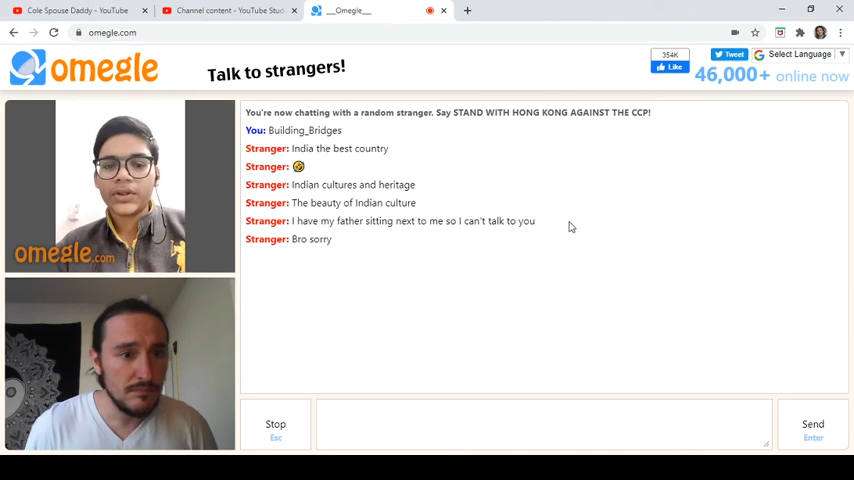 Cole Spouse Daddy - YouTube
Channel content - YouTube Stud
___Omegle___
omegle.com
omegle
Talk to strangers!
354K
Like
Tweet
Select Language
46,000+ online now
You're now chatting with a random stranger. Say STAND WITH HONG KONG AGAINST THE CCP!
You: Building_Bridges
Stranger: India the best country
Stranger: 🤣
Stranger: Indian cultures and heritage
Stranger: The beauty of Indian culture
Stranger: I have my father sitting next to me so I can't talk to you
Stranger: Bro sorry
omegle.com
Stop
Esc
Send
Enter